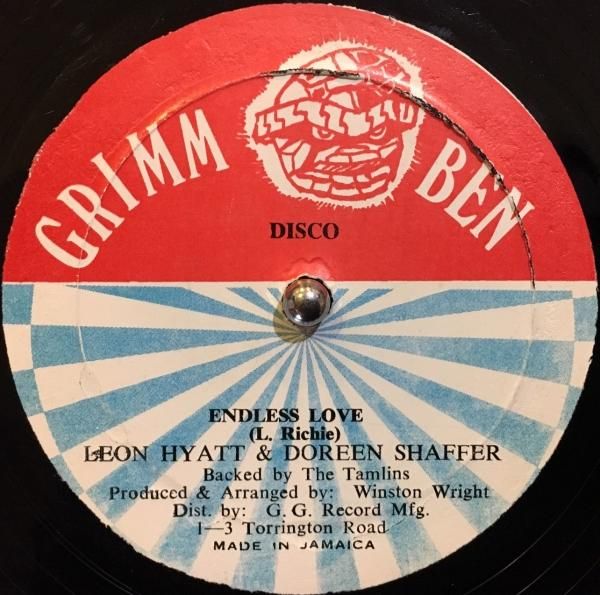 GRIMM BEN
DISCO
ENDLESS LOVE
(L. Richie)
LEON HYATT & DOREEN SHAFFER
Backed by The Tamlins
Produced & Arranged by: Winston Wright
Dist. by: G. G. Record Mfg.
1—3 Torrington Road
MADE IN JAMAICA